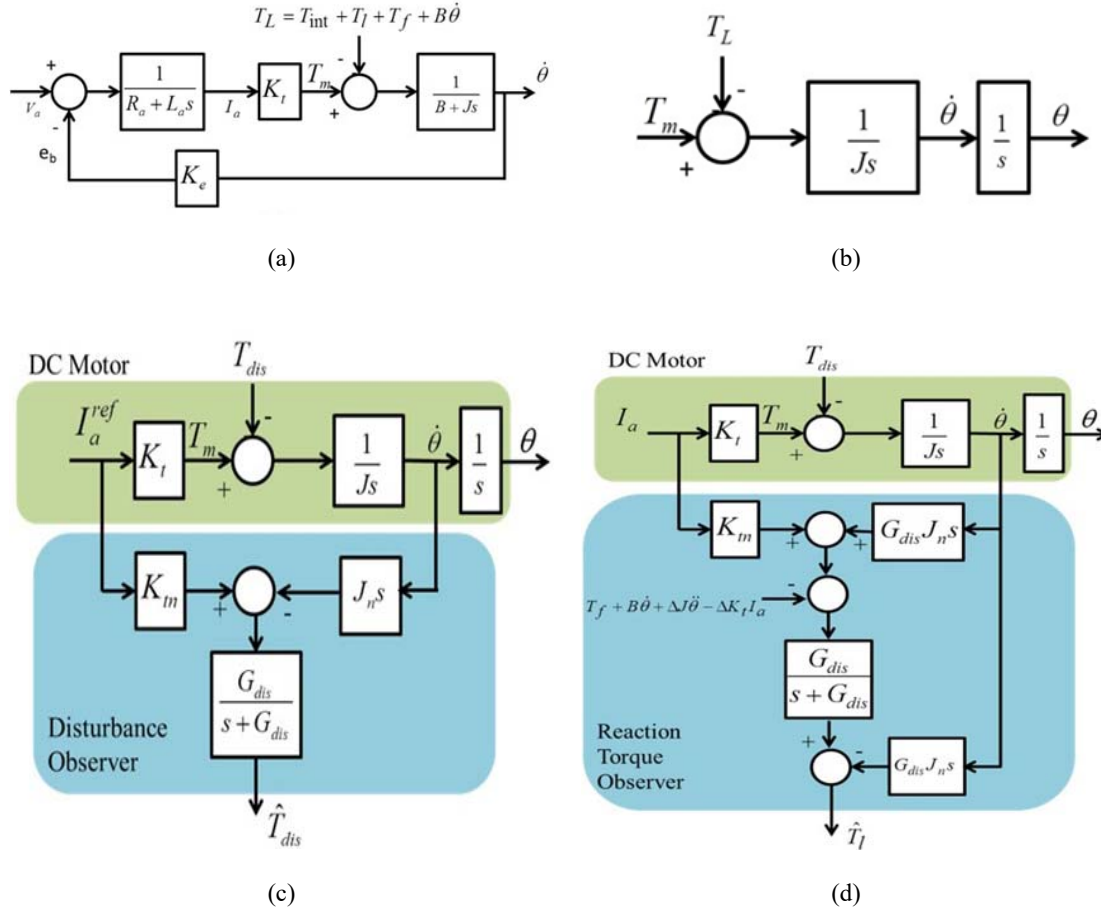 T_L = T_int + T_l + T_f + Bθ̇
+
V_a
-
e_b
1 / (R_a + L_a s)
I_a
K_t
T_m
-
+
1 / (B + Js)
θ̇
K_e
(a)
T_L
-
T_m
+
1 / Js
θ̇
1 / s
θ
(b)
DC Motor
T_dis
I_a^ref
K_t
T_m
-
+
1 / Js
θ̇
1 / s
θ
K_tn
+
-
J_n s
G_dis / (s + G_dis)
Disturbance
Observer
T̂_dis
(c)
DC Motor
T_dis
I_a
K_t
T_m
-
+
1 / Js
θ̇
1 / s
θ
K_tn
+
+
G_dis J_n s
-
T_f + Bθ̇ + ΔJθ̈ − ΔK_t I_a
G_dis / (s + G_dis)
Reaction
Torque
Observer
+
-
G_dis J_n s
T̂_l
(d)